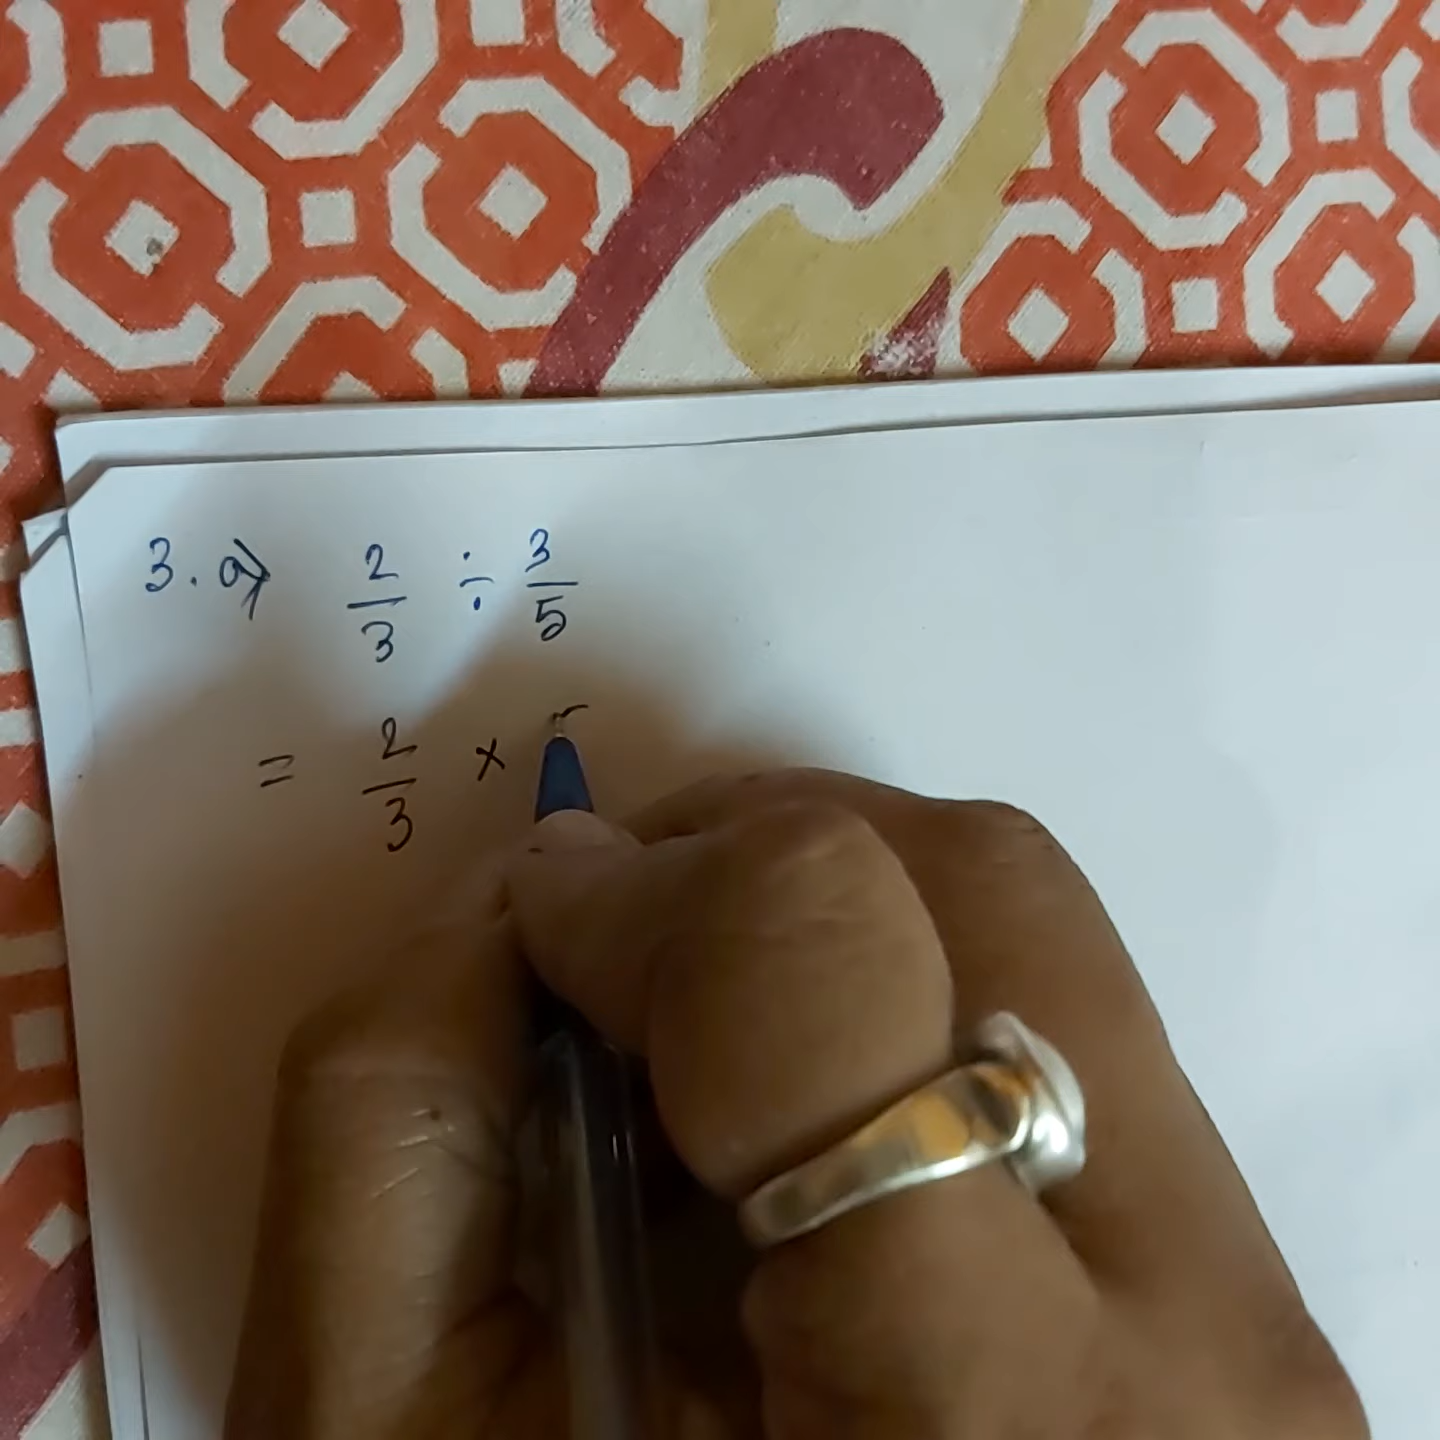 3. a) 2/3 ÷ 3/5
= 2/3 ×